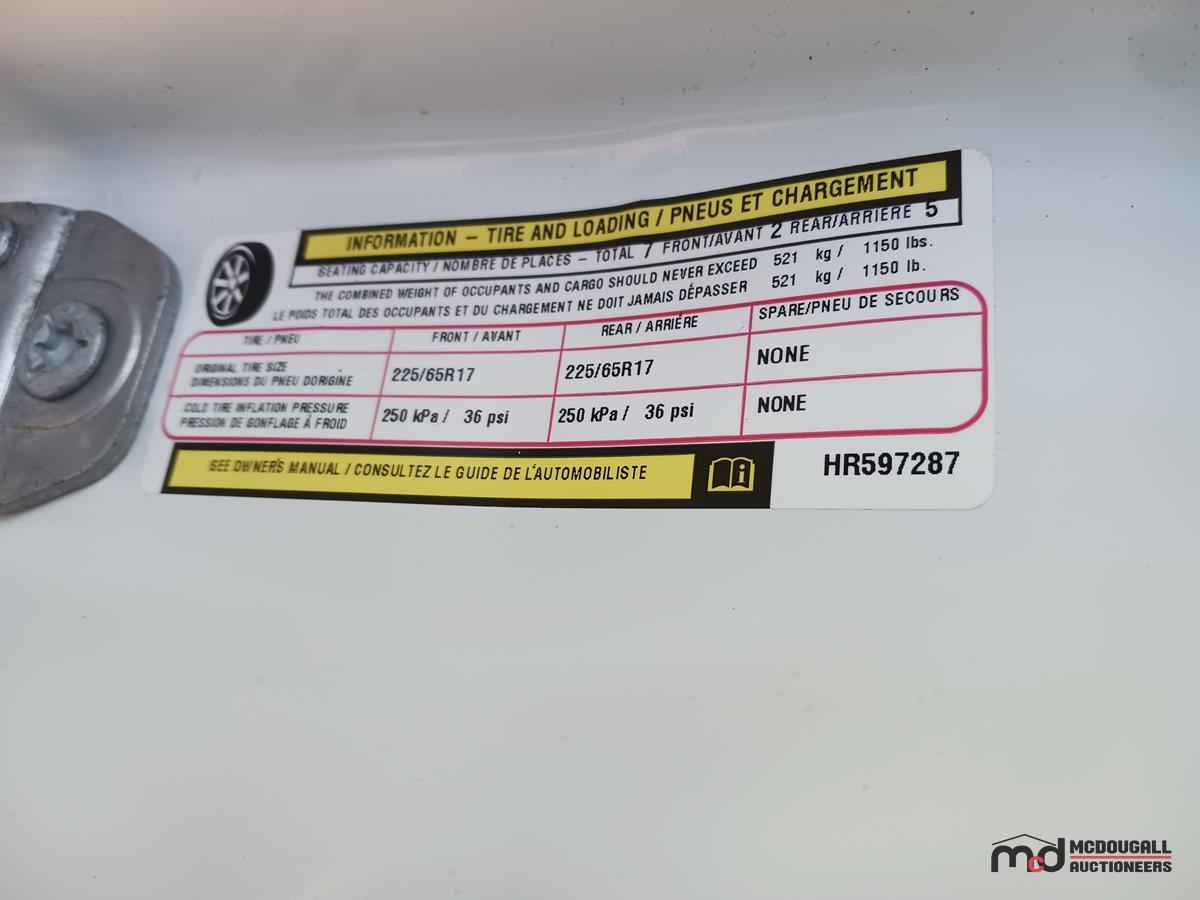 INFORMATION – TIRE AND LOADING / PNEUS ET CHARGEMENT
SEATING CAPACITY / NOMBRE DE PLACES – TOTAL 7 FRONT/AVANT 2 REAR/ARRIÈRE 5
THE COMBINED WEIGHT OF OCCUPANTS AND CARGO SHOULD NEVER EXCEED 521 kg / 1150 lbs.
LE POIDS TOTAL DES OCCUPANTS ET DU CHARGEMENT NE DOIT JAMAIS DÉPASSER 521 kg / 1150 lb.
TIRE / PNEU FRONT / AVANT REAR / ARRIÉRE SPARE/PNEU DE SECOURS
ORIGINAL TIRE SIZE
DIMENSIONS DU PNEU DORIGINE 225/65R17 225/65R17 NONE
COLD TIRE INFLATION PRESSURE
PRESSION DE GONFLAGE À FROID 250 kPa / 36 psi 250 kPa / 36 psi NONE
SEE OWNER'S MANUAL / CONSULTEZ LE GUIDE DE L'AUTOMOBILISTE
HR597287
mcd MCDOUGALL
AUCTIONEERS